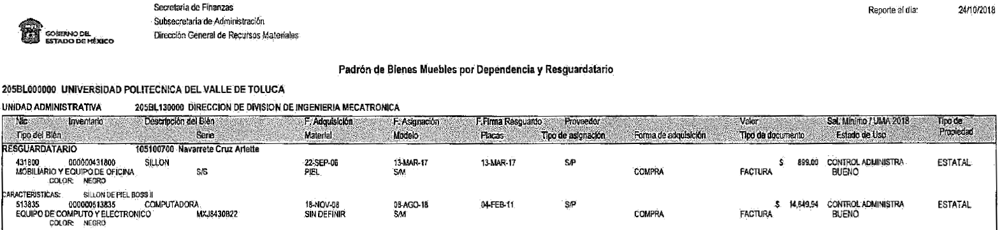 Secretaria de Finanzas
Subsecretaria de Administración
Dirección General de Recursos Materiales
Reporte al dia: 24/10/2018
GOBIERNO DEL
ESTADO DE MÉXICO
Padrón de Bienes Muebles por Dependencia y Resguardatario
205BL000000 UNIVERSIDAD POLITECNICA DEL VALLE DE TOLUCA
UNIDAD ADMINISTRATIVA 205BL130000 DIRECCION DE DIVISION DE INGENIERIA MECATRONICA
Nic Inventario Descripción del Bién F. Adquisición F. Asignación F.Firma Resguardo Proveedor Valor Sal. Minimo / UMA 2018 Tipo de
Tipo del Bién Serie Material Modelo Placas Tipo de asignación Forma de adquisición Tipo de documento Estado de Uso Propiedad
RESGUARDATARIO 105100700 Navarrete Cruz Arlette
431800 000000431800 SILLON 22-SEP-06 13-MAR-17 13-MAR-17 S/P $ 899.00 CONTROL ADMINISTRA ESTATAL
MOBILIARIO Y EQUIPO DE OFICINA S/S PIEL S/M COMPRA FACTURA BUENO
COLOR: NEGRO
CARACTERISTICAS: SILLON DE PIEL BOSS II
513835 000000513835 COMPUTADORA 18-NOV-08 08-AGO-18 04-FEB-11 S/P $ 14,649.94 CONTROL ADMINISTRA ESTATAL
EQUIPO DE COMPUTO Y ELECTRONICO MXJ8430B22 SIN DEFINIR S/M COMPRA FACTURA BUENO
COLOR: NEGRO